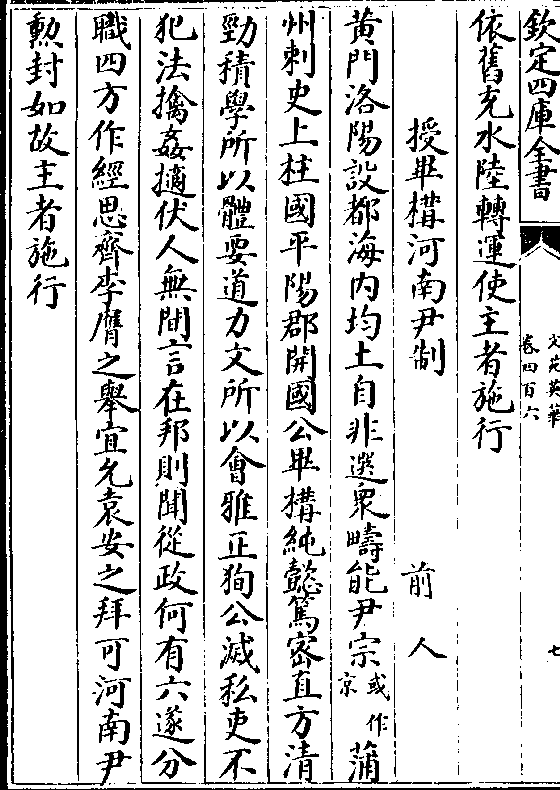 欽定四庫全書
文苑英華
卷四百六
七
依舊充水陸轉運使主者施行
授畢構河南尹制 前人
黃門洛陽設都海内均土自非選衆疇能尹宗或作京蒲
州刺史上柱國平陽郡開國公畢構純懿篤密直方清
勁積學所以體要道力文所以會雅正狥公滅私吏不
犯法擒姦擿伏人無間言在邦則聞從政何有六遂分
職四方作經思齊李膺之舉宜允袁安之拜可河南尹
勲封如故主者施行